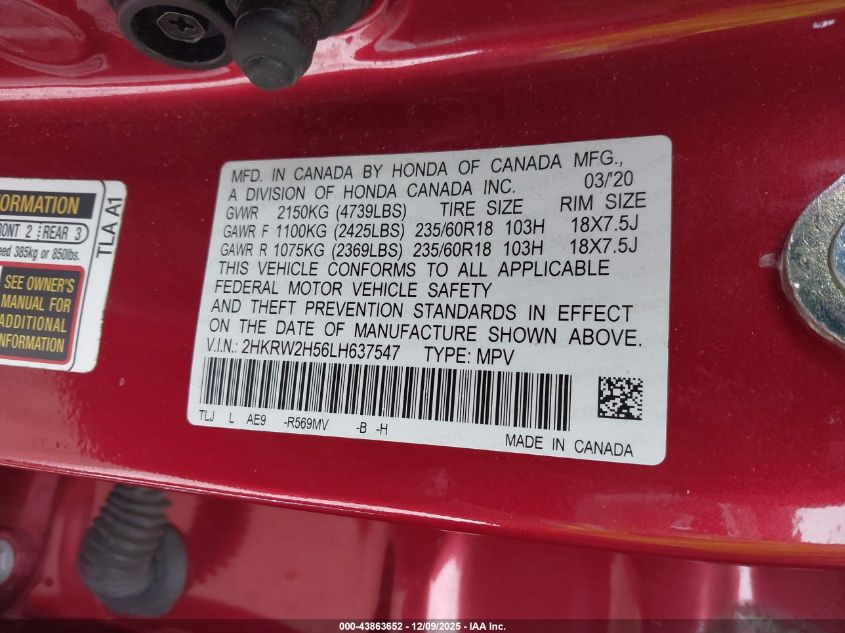 MFD. IN CANADA BY HONDA OF CANADA MFG.,
A DIVISION OF HONDA CANADA INC. 03/'20
GVWR 2150KG (4739LBS) TIRE SIZE RIM SIZE
GAWR F 1100KG (2425LBS) 235/60R18 103H 18X7.5J
GAWR R 1075KG (2369LBS) 235/60R18 103H 18X7.5J
THIS VEHICLE CONFORMS TO ALL APPLICABLE
FEDERAL MOTOR VEHICLE SAFETY
AND THEFT PREVENTION STANDARDS IN EFFECT
ON THE DATE OF MANUFACTURE SHOWN ABOVE.
V.I.N.: 2HKRW2H56LH637547 TYPE: MPV
TLJ L AE9 -R569MV -B -H
MADE IN CANADA
TLA A1
FRONT 2 REAR 3
385kg or 850lbs.
SEE OWNER'S
MANUAL FOR
ADDITIONAL
INFORMATION
000-43863652 - 12/09/2025 - IAA Inc.